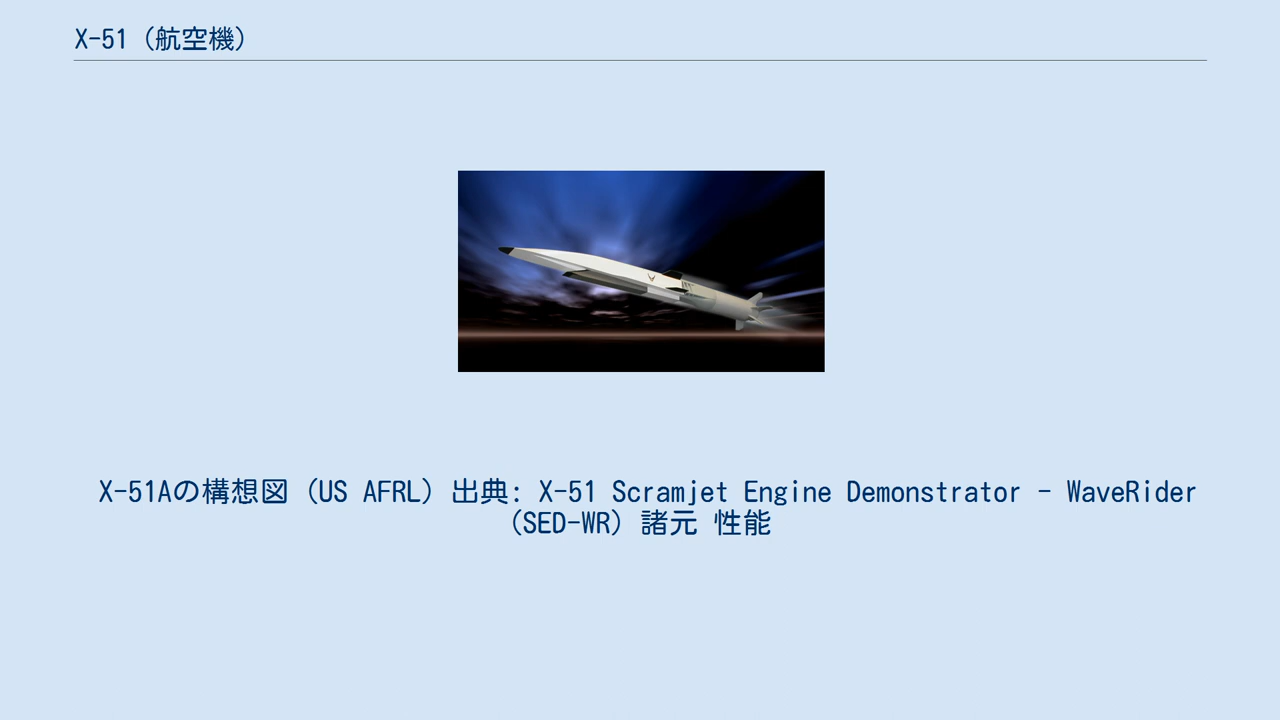 X-51（航空機）
X-51Aの構想図（US AFRL）出典: X-51 Scramjet Engine Demonstrator - WaveRider
（SED-WR）諸元 性能